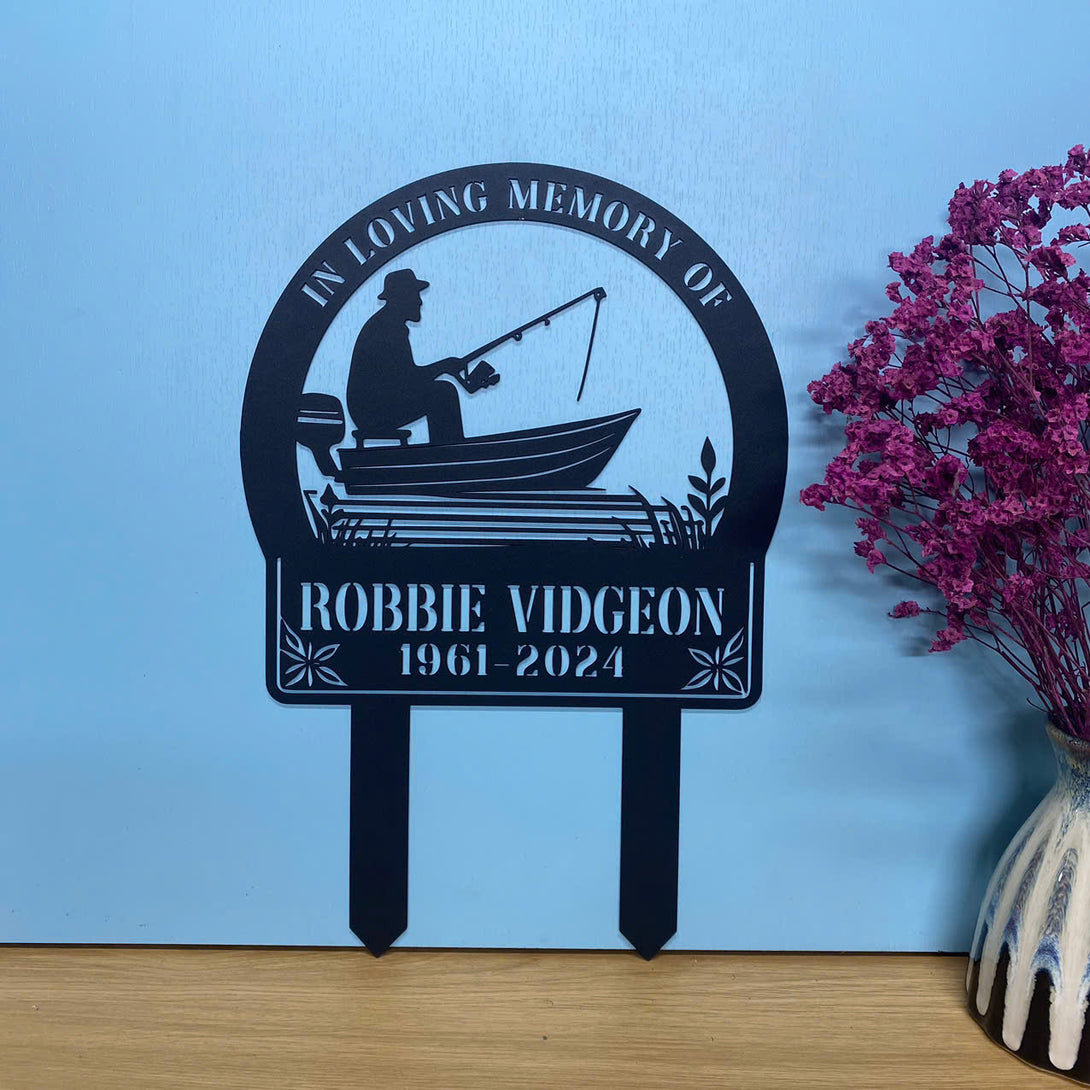 IN LOVING MEMORY OF
ROBBIE VIDGEON
1961-2024